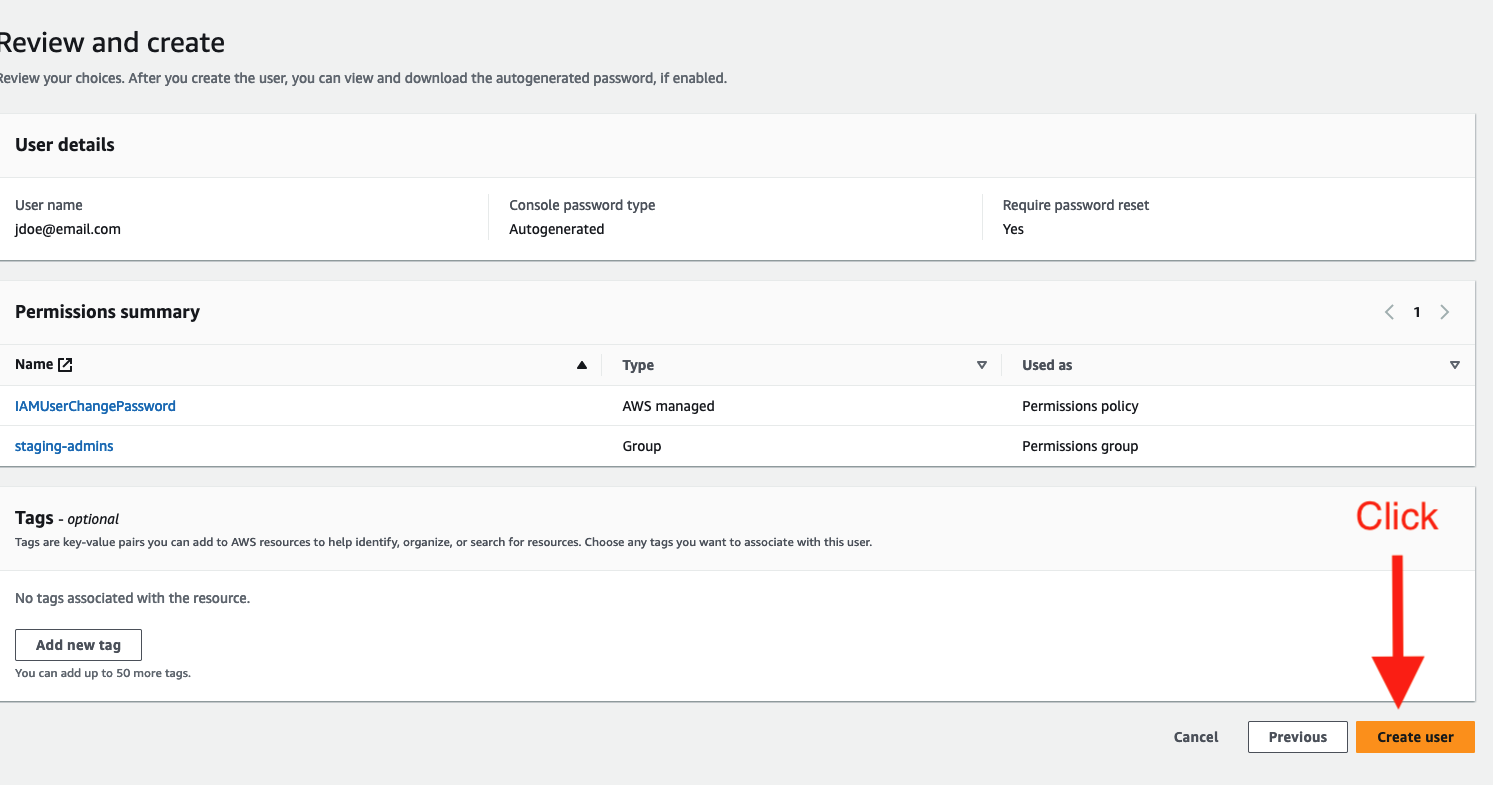 Review and create
Review your choices. After you create the user, you can view and download the autogenerated password, if enabled.
User details
User name
jdoe@email.com
Console password type
Autogenerated
Require password reset
Yes
Permissions summary
1
Name Type Used as
IAMUserChangePassword AWS managed Permissions policy
staging-admins Group Permissions group
Tags - optional
Tags are key-value pairs you can add to AWS resources to help identify, organize, or search for resources. Choose any tags you want to associate with this user.
No tags associated with the resource.
Add new tag
You can add up to 50 more tags.
Click
Cancel Previous Create user